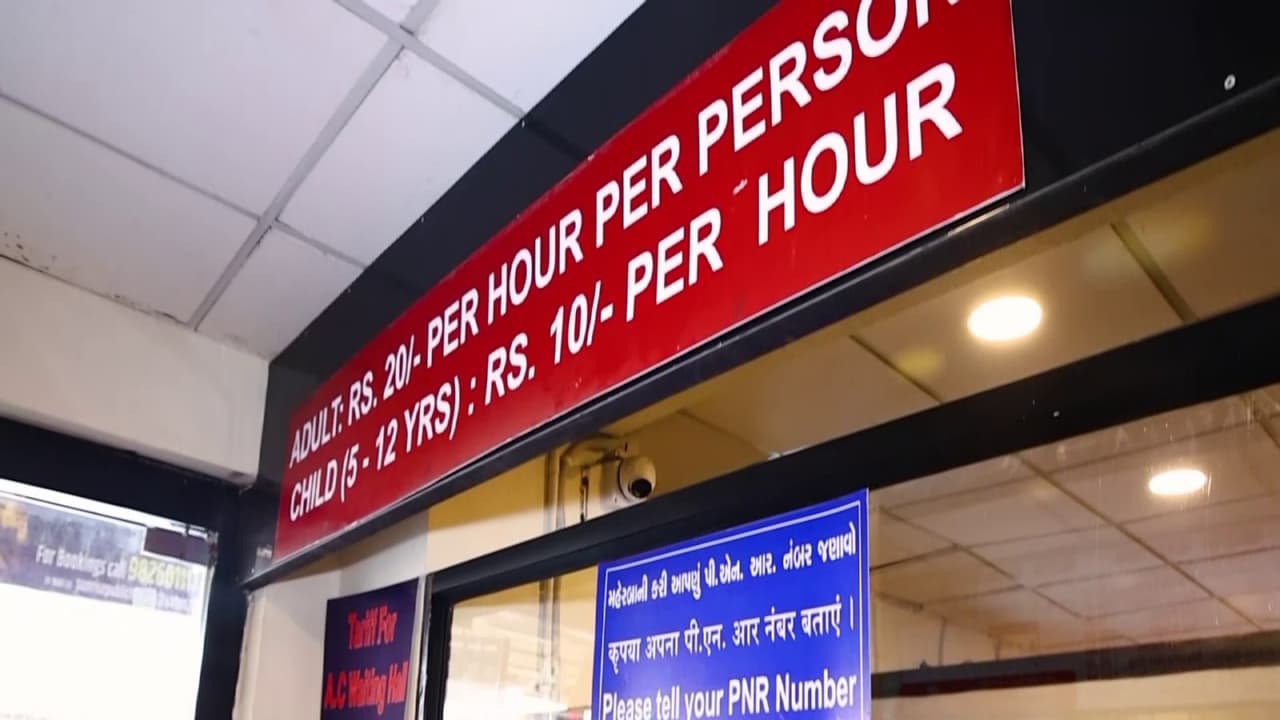 ADULT: RS. 20/- PER HOUR PER PERSON
CHILD (5 - 12 YRS) : RS. 10/- PER HOUR
મહેરબાની કરી આપણું પી.એન. આર. નંબર જણાવો
कृपया अपना पी.एन. आर नंबर बताएं।
Please tell your PNR Number
Tariff For
A.C Waiting Hall
For Bookings call